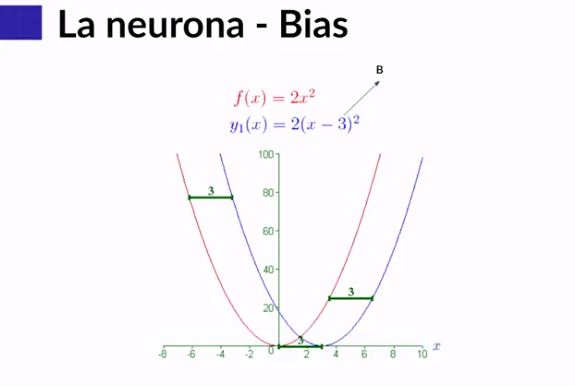 La neurona - Bias
B
f(x) = 2x²
y₁(x) = 2(x − 3)²
100
80
60
40
20
3
3
3
-8 -6 -4 -2 0 2 4 6 8 10 x